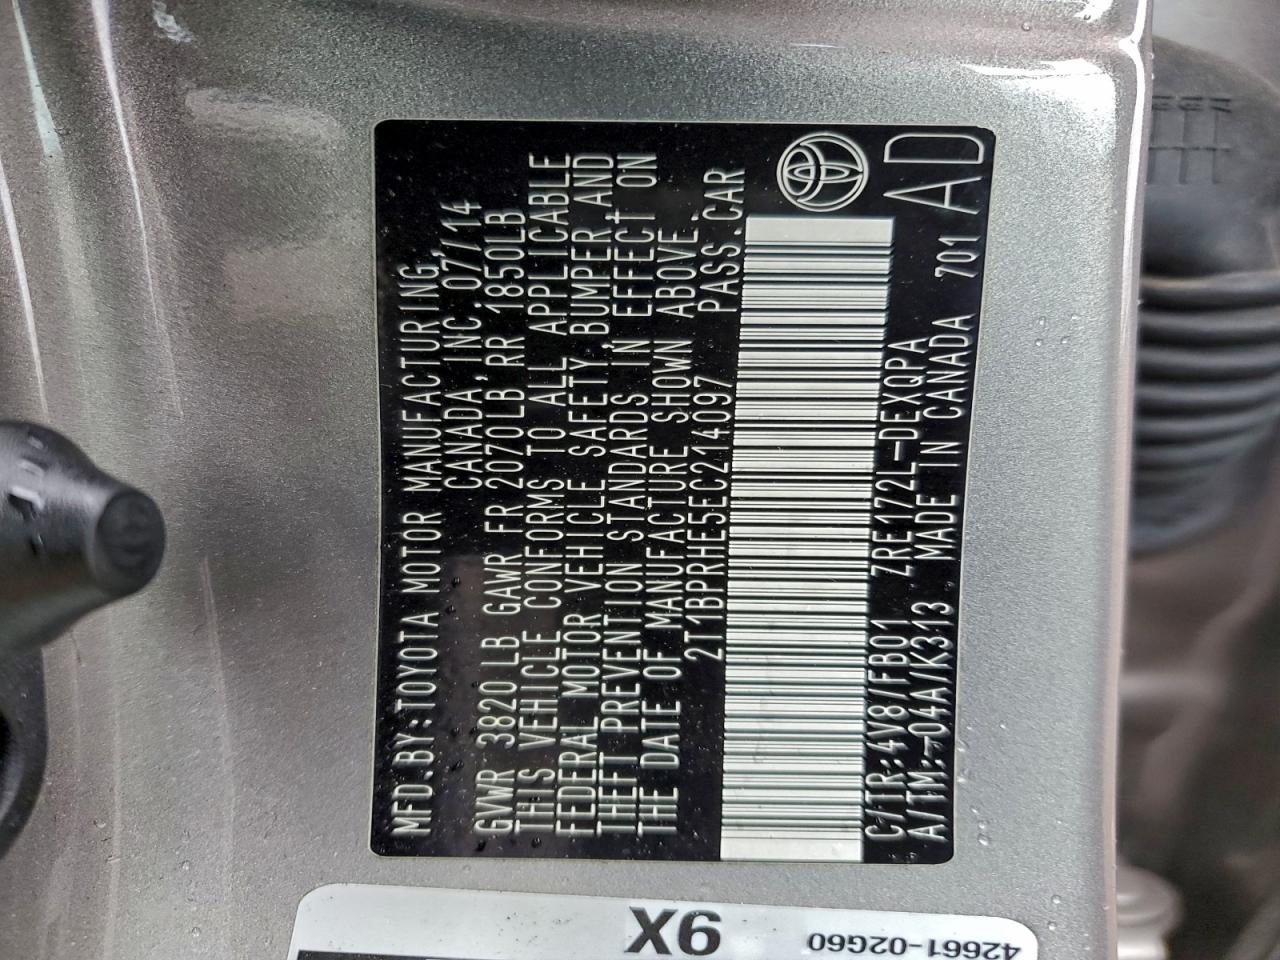 MFD.BY:TOYOTA MOTOR MANUFACTURING
CANADA,INC. 07/14
GVWR 3820 LB GAWR FR 2070LB RR 1850LB
THIS VEHICLE CONFORMS TO ALL APPLICABLE
FEDERAL MOTOR VEHICLE SAFETY, BUMPER,AND
THEFT PREVENTION STANDARDS IN EFFECT ON
THE DATE OF MANUFACTURE SHOWN ABOVE.
2T1BPRHE5EC214097 PASS.CAR
C/TR:4V8/FB01 ZRE172L-DEXQPA
A/TM:-04A/K313 MADE IN CANADA 701 AD
9X
42661-02G60